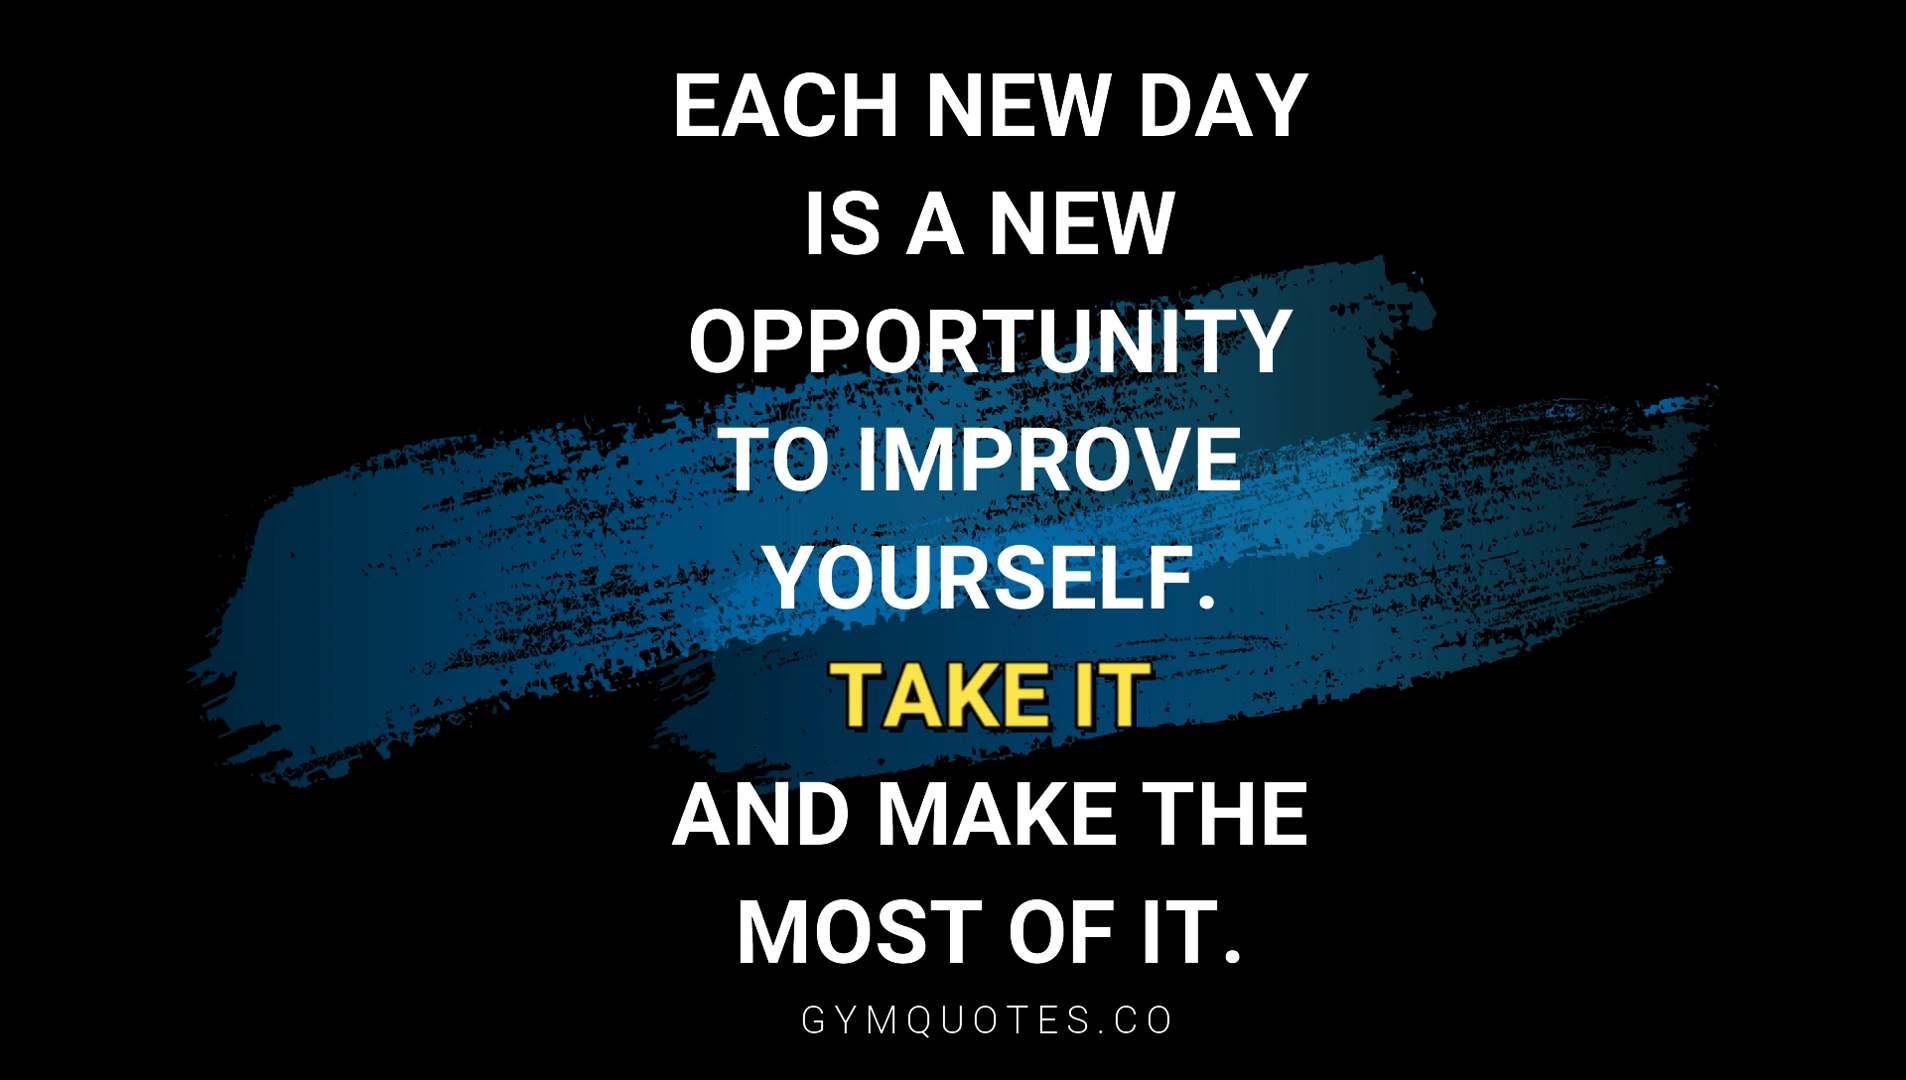 EACH NEW DAY
IS A NEW
OPPORTUNITY
TO IMPROVE
YOURSELF.
TAKE IT
AND MAKE THE
MOST OF IT.
GYMQUOTES.CO